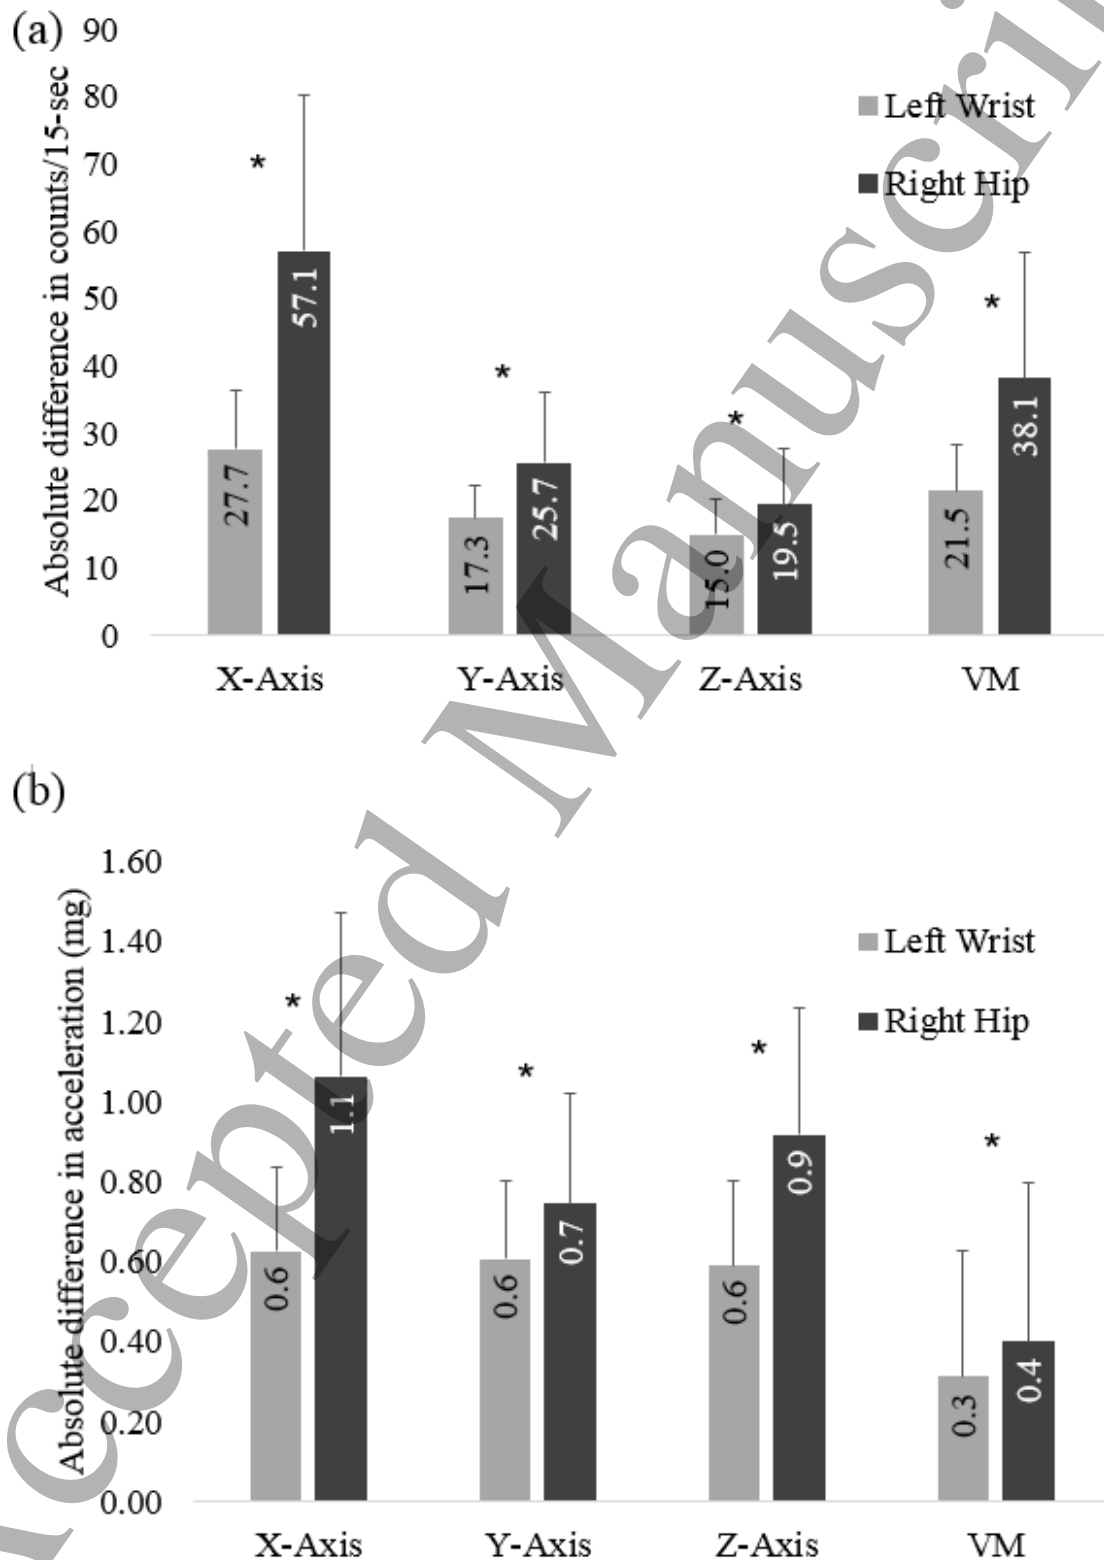 (a)
Absolute difference in counts/15-sec
90
80
70
60
50
40
30
20
10
0
Left Wrist
Right Hip
*
*
*
*
27.7
57.1
17.3
25.7
15.0
19.5
21.5
38.1
X-Axis
Y-Axis
Z-Axis
VM
(b)
Absolute difference in acceleration (mg)
1.60
1.40
1.20
1.00
0.80
0.60
0.40
0.20
0.00
Left Wrist
Right Hip
*
*
*
*
0.6
1.1
0.6
0.7
0.6
0.9
0.3
0.4
X-Axis
Y-Axis
Z-Axis
VM
Accepted Manuscri